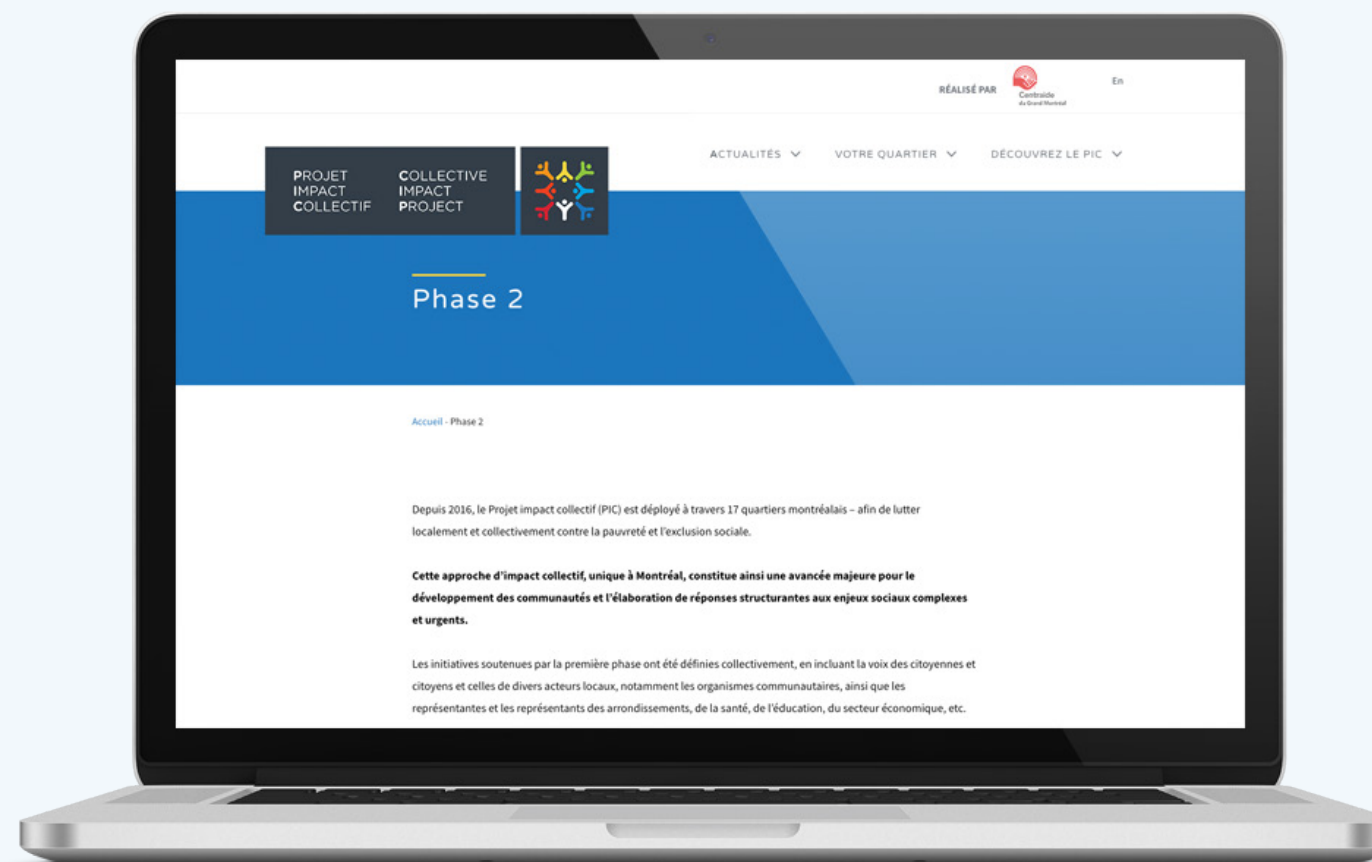 RÉALISÉ PAR
Centraide
du Grand Montréal
En
ACTUALITÉS
VOTRE QUARTIER
DÉCOUVREZ LE PIC
PROJET
IMPACT
COLLECTIF
COLLECTIVE
IMPACT
PROJECT
Phase 2
Accueil - Phase 2
Depuis 2016, le Projet impact collectif (PIC) est déployé à travers 17 quartiers montréalais – afin de lutter
localement et collectivement contre la pauvreté et l'exclusion sociale.
Cette approche d'impact collectif, unique à Montréal, constitue ainsi une avancée majeure pour le
développement des communautés et l'élaboration de réponses structurantes aux enjeux sociaux complexes
et urgents.
Les initiatives soutenues par la première phase ont été définies collectivement, en incluant la voix des citoyennes et
citoyens et celles de divers acteurs locaux, notamment les organismes communautaires, ainsi que les
représentantes et les représentants des arrondissements, de la santé, de l'éducation, du secteur économique, etc.